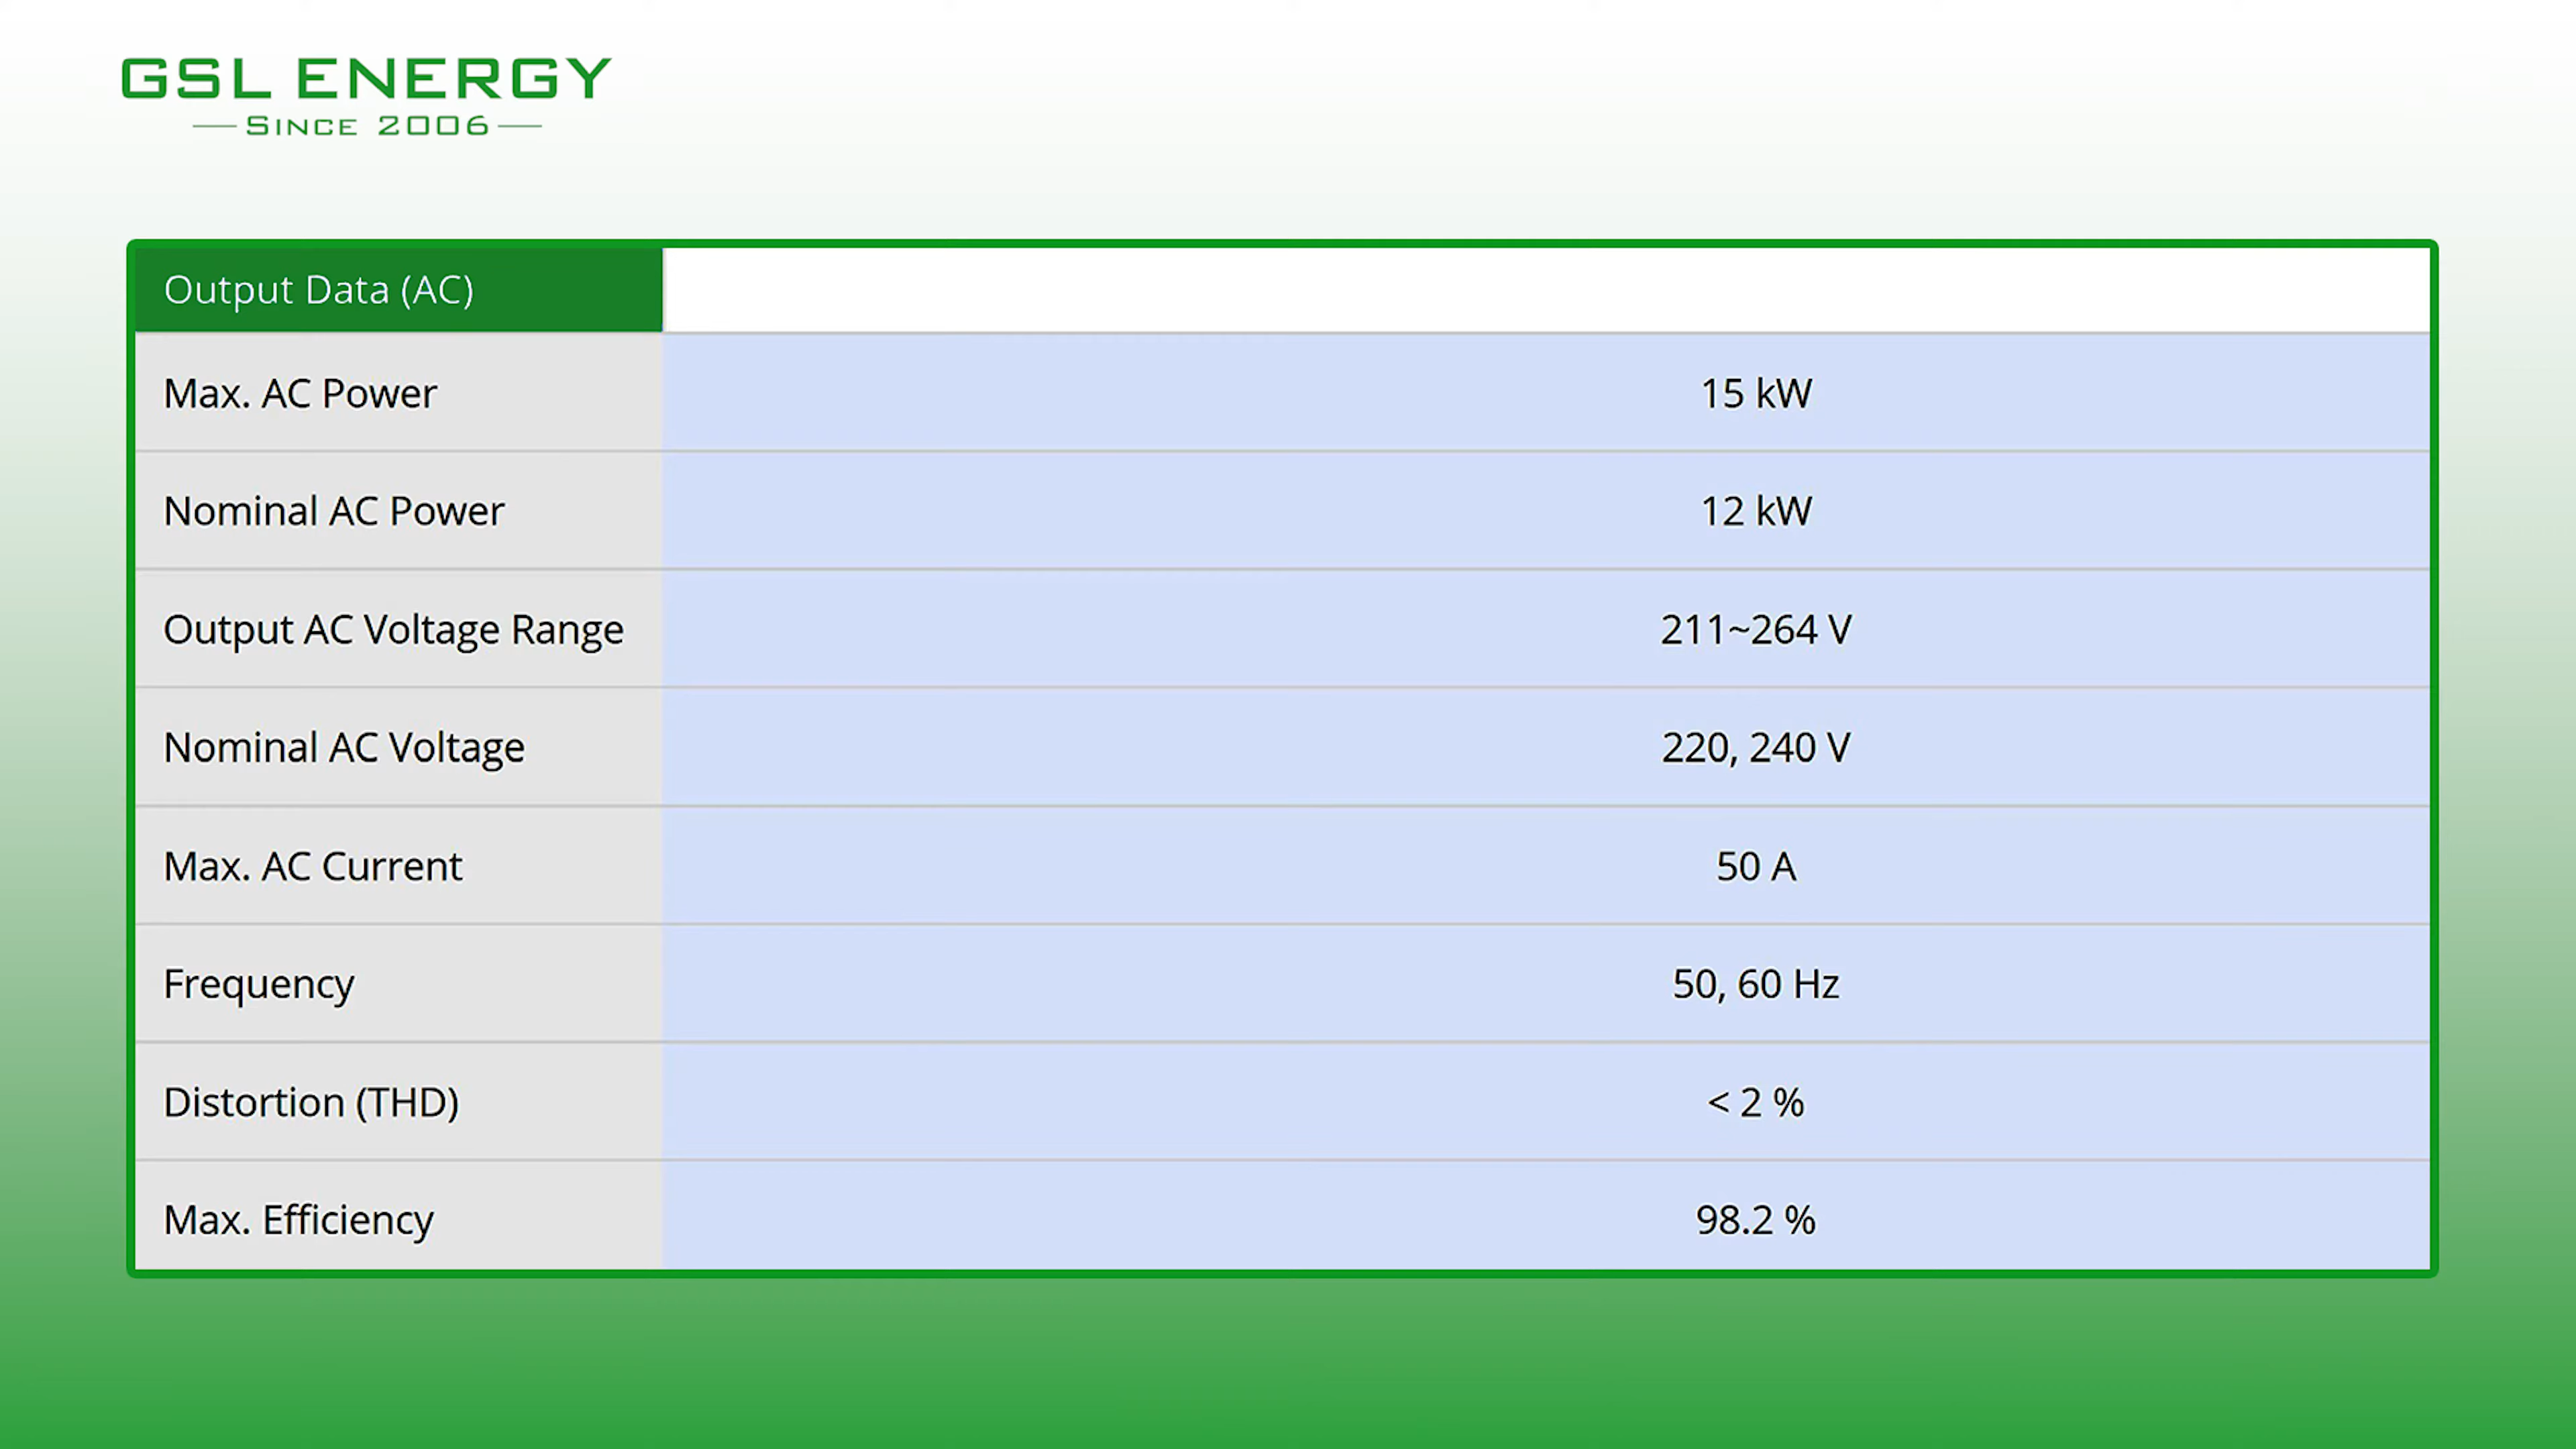 GSL ENERGY
SINCE 2006
Output Data (AC)
Max. AC Power 15 kW
Nominal AC Power 12 kW
Output AC Voltage Range 211~264 V
Nominal AC Voltage 220, 240 V
Max. AC Current 50 A
Frequency 50, 60 Hz
Distortion (THD) < 2 %
Max. Efficiency 98.2 %